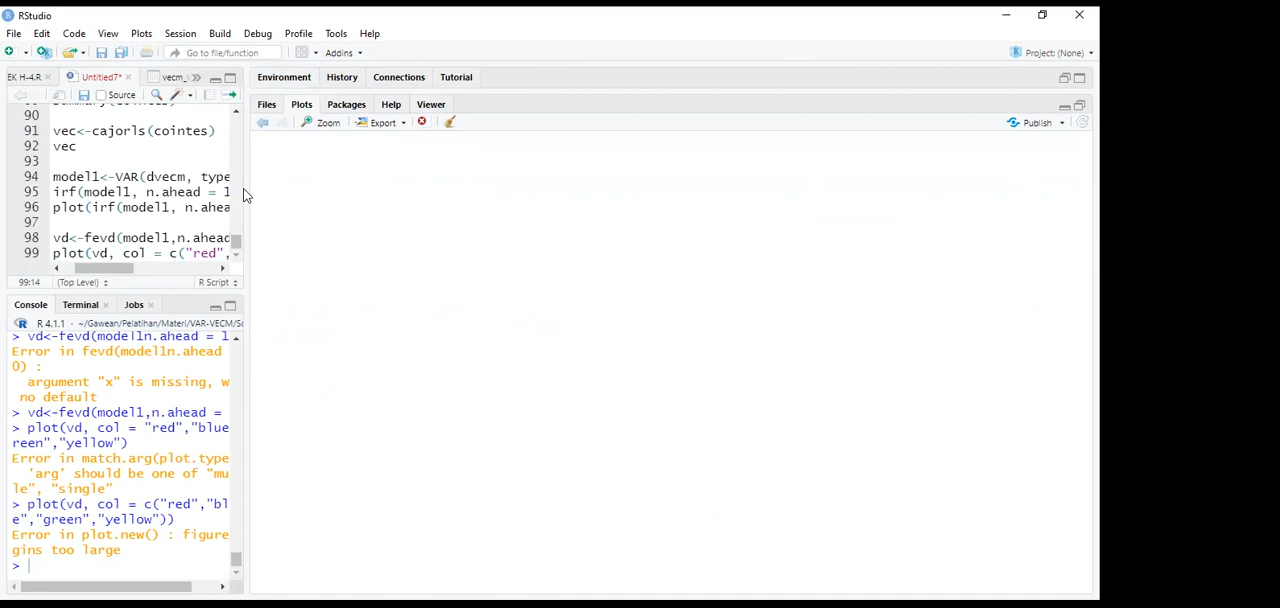 RStudio
File Edit Code View Plots Session Build Debug Profile Tools Help
Go to file/function Addins Project: (None)
EK H-4.R Untitled7* vecm_
Source
90
91 vec<-cajorls(cointes)
92 vec
93
94 model1<-VAR(dvecm, type
95 irf(model1, n.ahead = 1
96 plot(irf(model1, n.ahea
97
98 vd<-fevd(model1,n.ahead
99 plot(vd, col = c("red",
99:14 (Top Level) R Script
Console Terminal Jobs
R 4.1.1 · ~/Gawean/Pelatihan/Materi/VAR-VECM/Sc
> vd<-fevd(model1n.ahead = 1
Error in fevd(model1n.ahead
0) :
argument "x" is missing, w
no default
> vd<-fevd(model1,n.ahead =
> plot(vd, col = "red","blue
reen","yellow")
Error in match.arg(plot.type
‘arg’ should be one of “mu
le”, “single”
> plot(vd, col = c("red","bl
e","green","yellow"))
Error in plot.new() : figure
gins too large
>
Environment History Connections Tutorial
Files Plots Packages Help Viewer
Zoom Export Publish